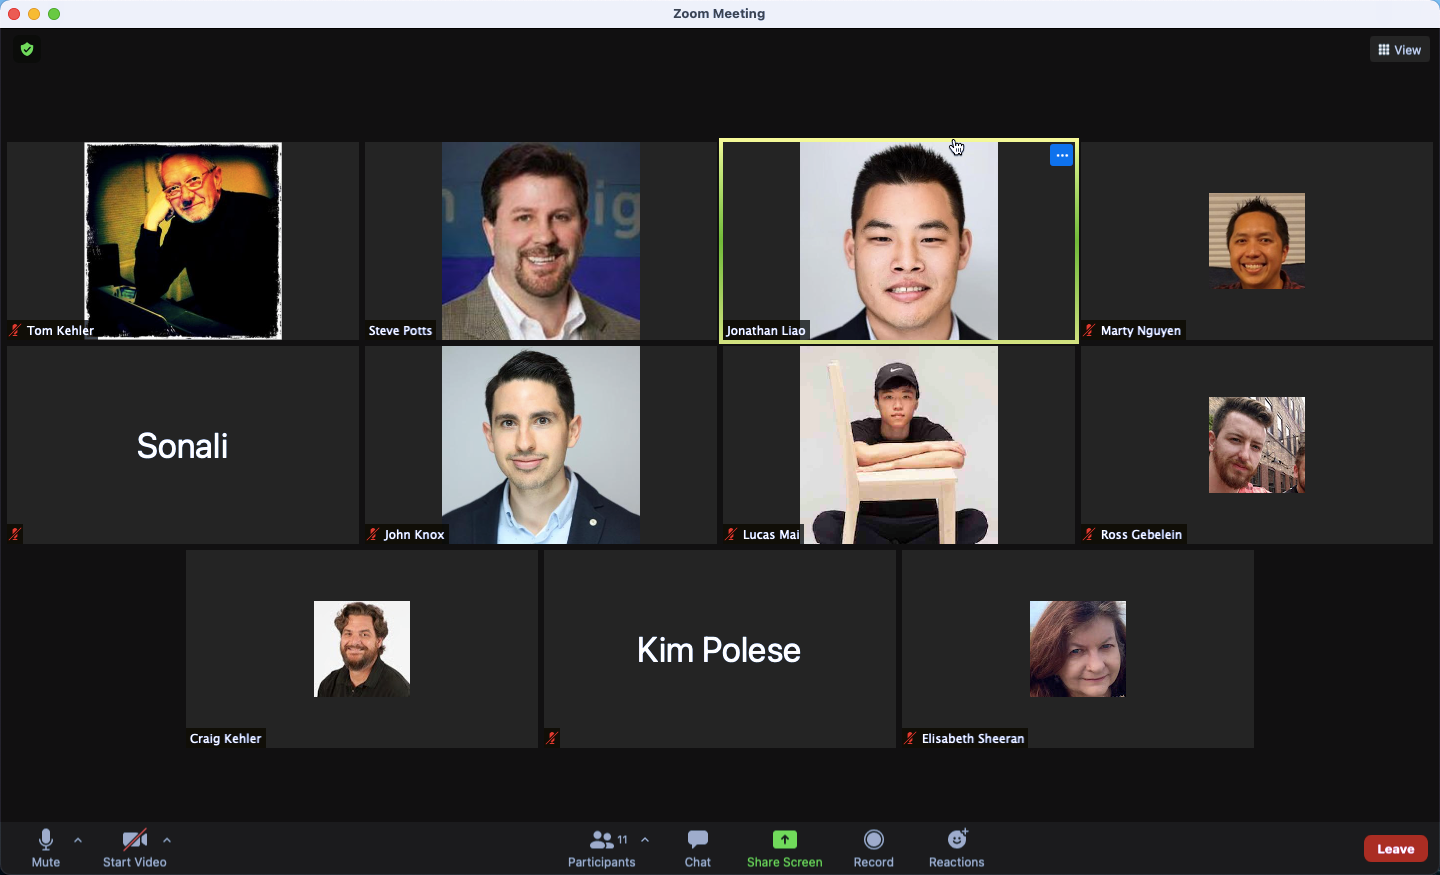 Zoom Meeting
View
Tom Kehler
Steve Potts
Jonathan Liao
Marty Nguyen
Sonali
John Knox
Lucas Mai
Ross Gebelein
Craig Kehler
Kim Polese
Elisabeth Sheeran
Mute
Start Video
Participants
11
Chat
Share Screen
Record
Reactions
Leave